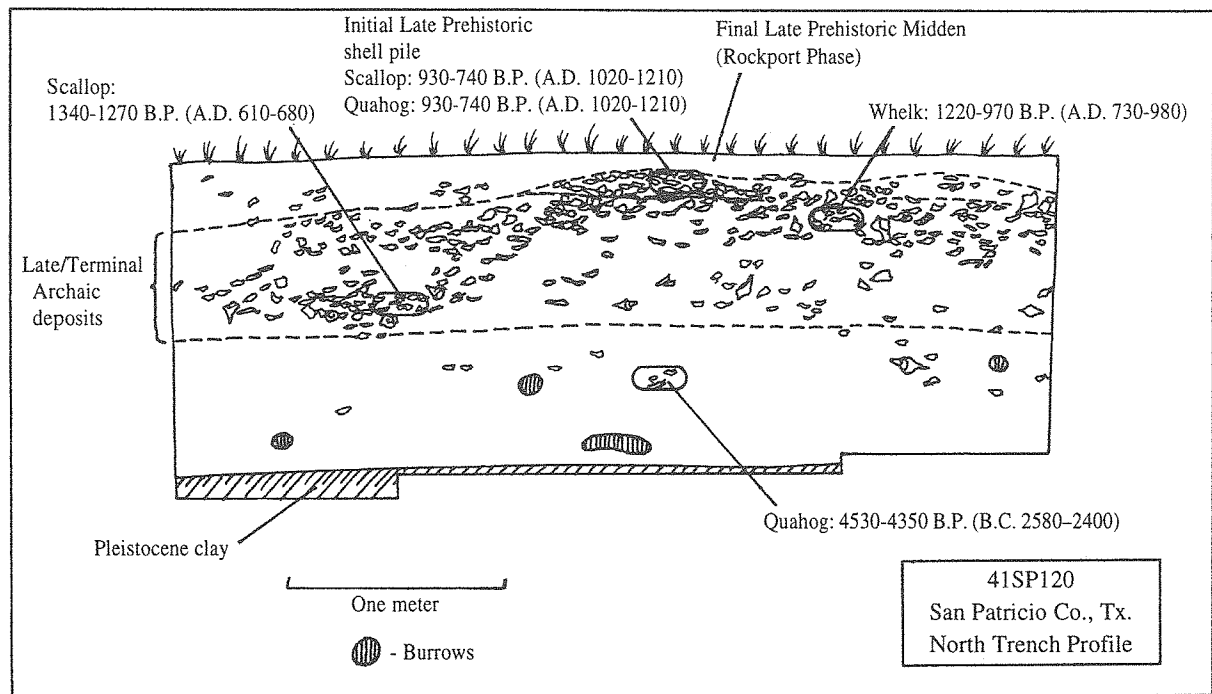 Initial Late Prehistoric
shell pile
Scallop: 930-740 B.P. (A.D. 1020-1210)
Quahog: 930-740 B.P. (A.D. 1020-1210)
Final Late Prehistoric Midden
(Rockport Phase)
Scallop:
1340-1270 B.P. (A.D. 610-680)
Whelk: 1220-970 B.P. (A.D. 730-980)
Late/Terminal
Archaic
deposits
Quahog: 4530-4350 B.P. (B.C. 2580–2400)
Pleistocene clay
One meter
- Burrows
41SP120
San Patricio Co., Tx.
North Trench Profile